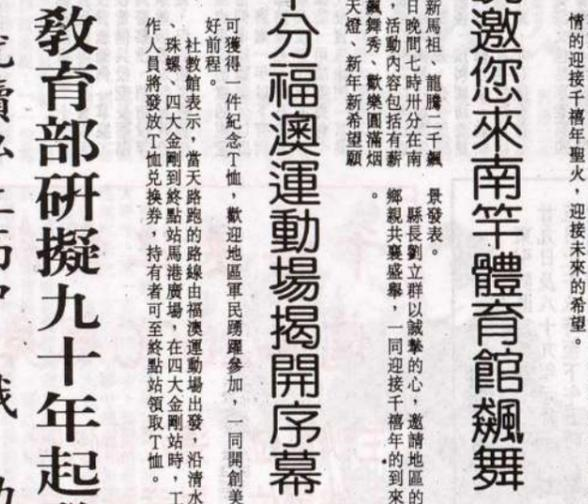 的迎接千禧年聖火，迎接未來的希望。
邀您來南竿體育館飆舞
新馬祖、龍騰二千飆
日晚間七時卅分在南
，活動內容包括有薪
飆舞秀、歡樂圓滿烟
天燈、新年新希望願
景發表。
縣長劉立群以誠摯的心，邀請地區的
鄉親共襄盛舉，一同迎接千禧年的到來
分福澳運動場揭開序幕
可獲得一件紀念T恤，歡迎地區軍民踴躍參加，一同開創美
好前程。
社教館表示，當天路跑的路線由福澳運動場出發，沿清水
、珠螺、四大金剛到終點站馬港廣場，在四大金剛站時，工
作人員將發放T恤兌換券，持有者可至終點站領取T恤。
教育部研擬九十年起